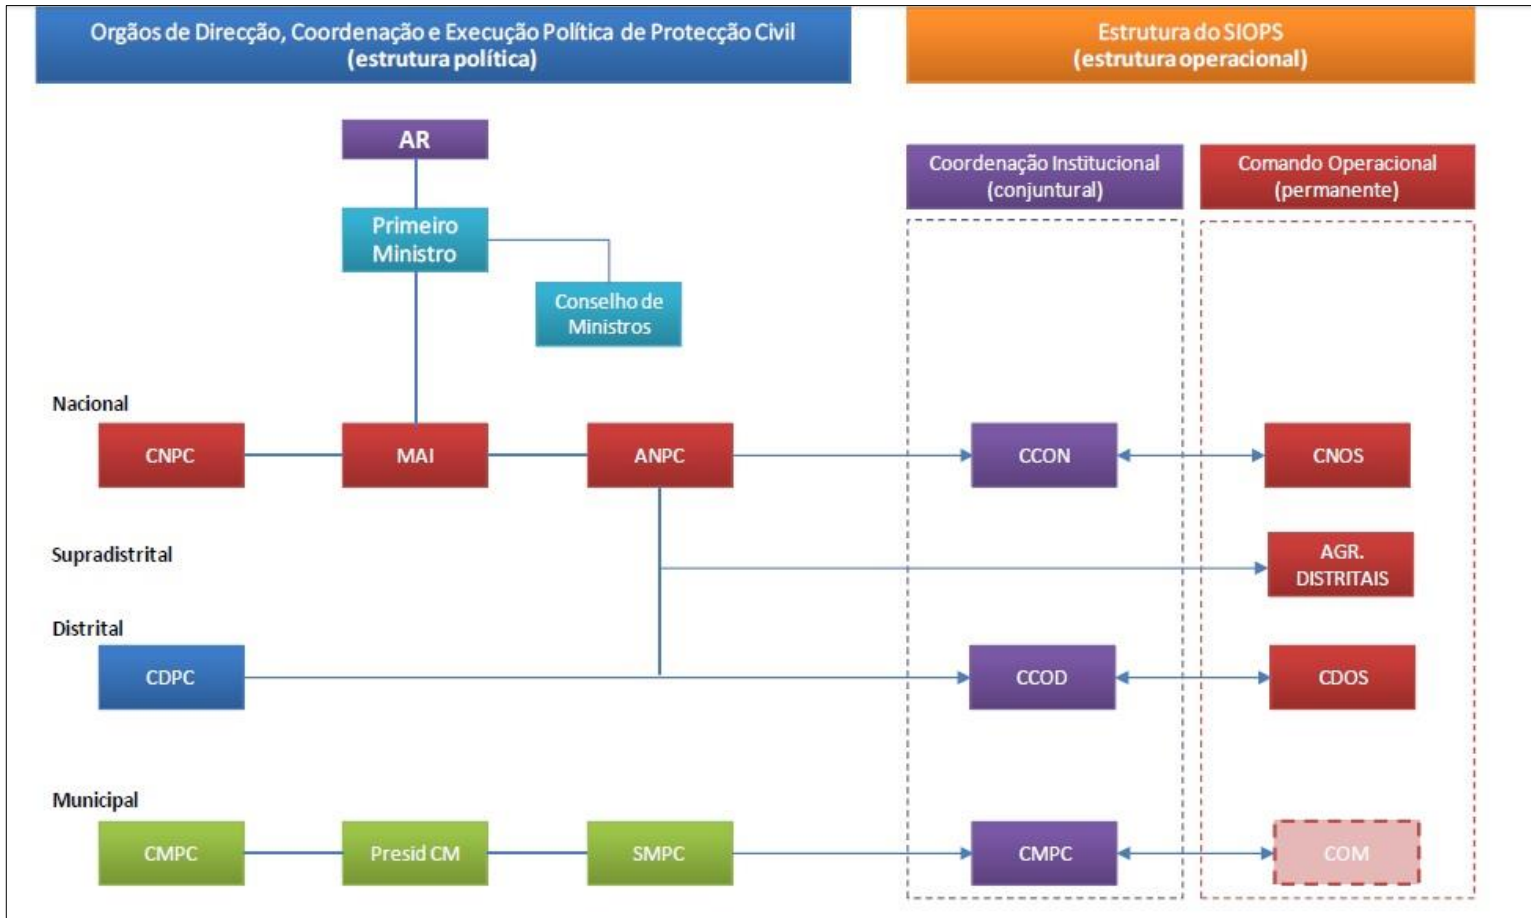 Orgãos de Direcção, Coordenação e Execução Política de Protecção Civil
(estrutura política)
Estrutura do SIOPS
(estrutura operacional)
AR
Coordenação Institucional
(conjuntural)
Comando Operacional
(permanente)
Primeiro
Ministro
Conselho de
Ministros
Nacional
CNPC
MAI
ANPC
CCON
CNOS
Supradistrital
AGR.
DISTRITAIS
Distrital
CDPC
CCOD
CDOS
Municipal
CMPC
Presid CM
SMPC
CMPC
COM